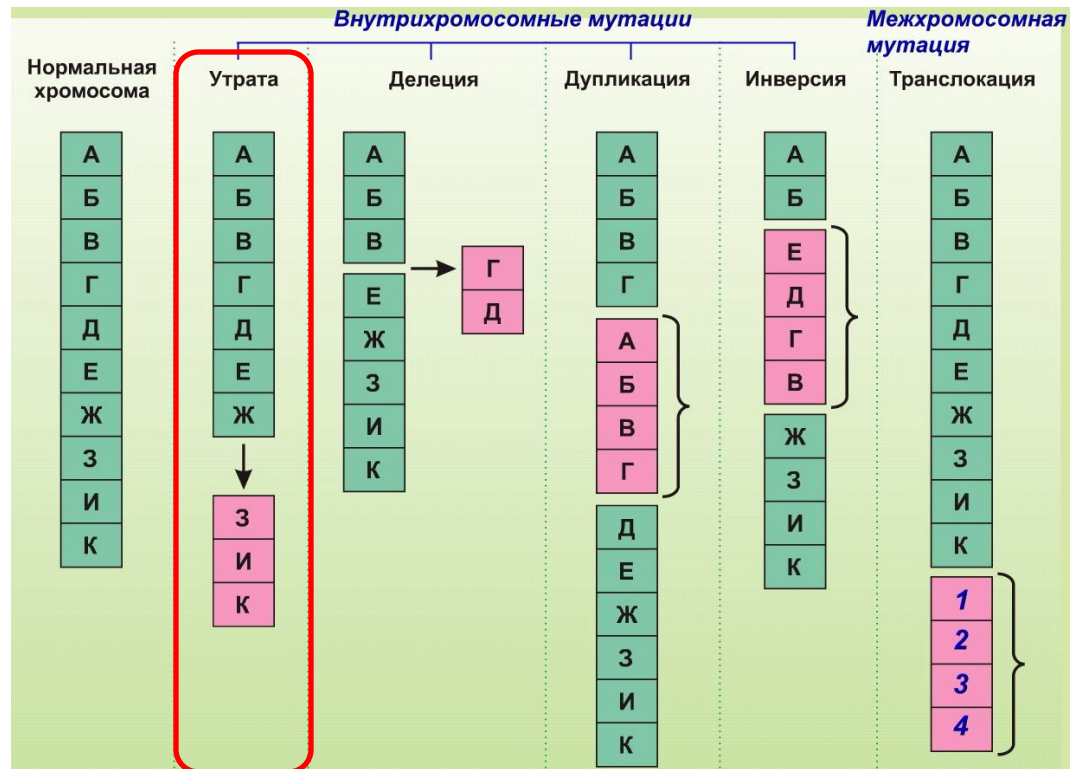 Внутрихромосомные мутации
Межхромосомная
мутация
Нормальная
хромосома
Утрата
Делеция
Дупликация
Инверсия
Транслокация
А
Б
В
Г
Д
Е
Ж
З
И
К
А
Б
В
Г
Д
Е
Ж
З
И
К
А
Б
В
Е
Ж
З
И
К
Г
Д
А
Б
В
Г
А
Б
В
Г
Д
Е
Ж
З
И
К
А
Б
Е
Д
Г
В
Ж
З
И
К
А
Б
В
Г
Д
Е
Ж
З
И
К
1
2
3
4